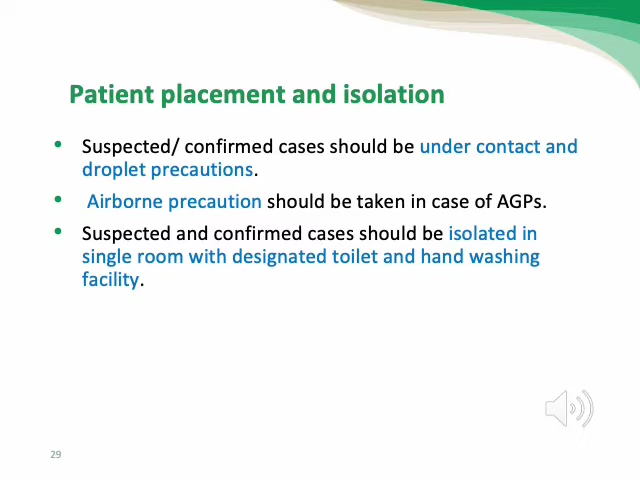 Patient placement and isolation
• Suspected/ confirmed cases should be under contact and
droplet precautions.
• Airborne precaution should be taken in case of AGPs.
• Suspected and confirmed cases should be isolated in
single room with designated toilet and hand washing
facility.
29